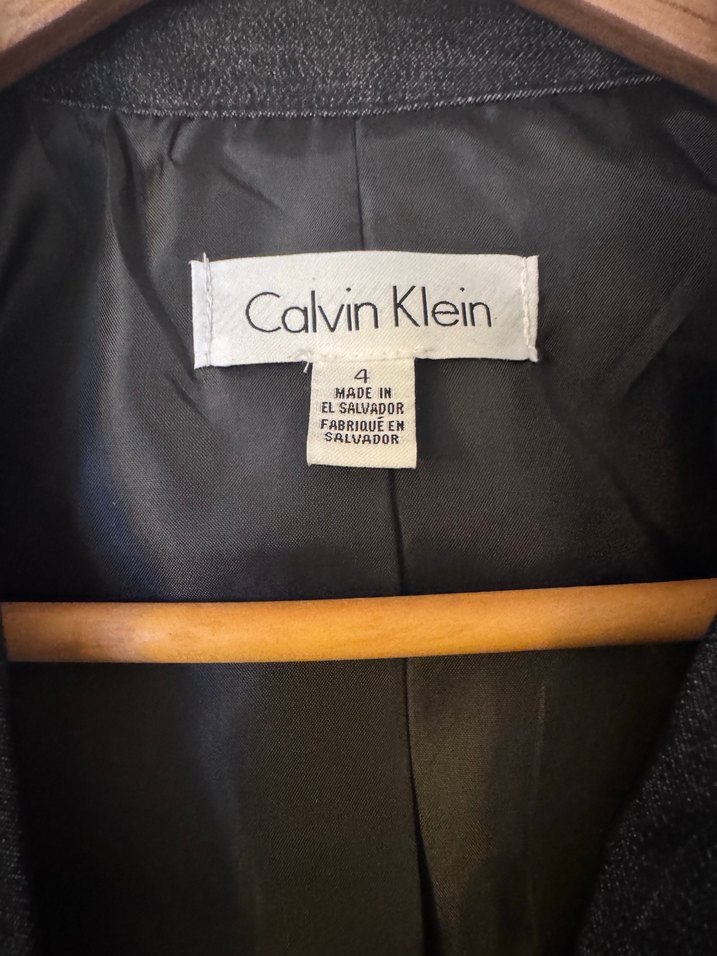 Calvin Klein
4
MADE IN
EL SALVADOR
FABRIQUÉ EN
SALVADOR